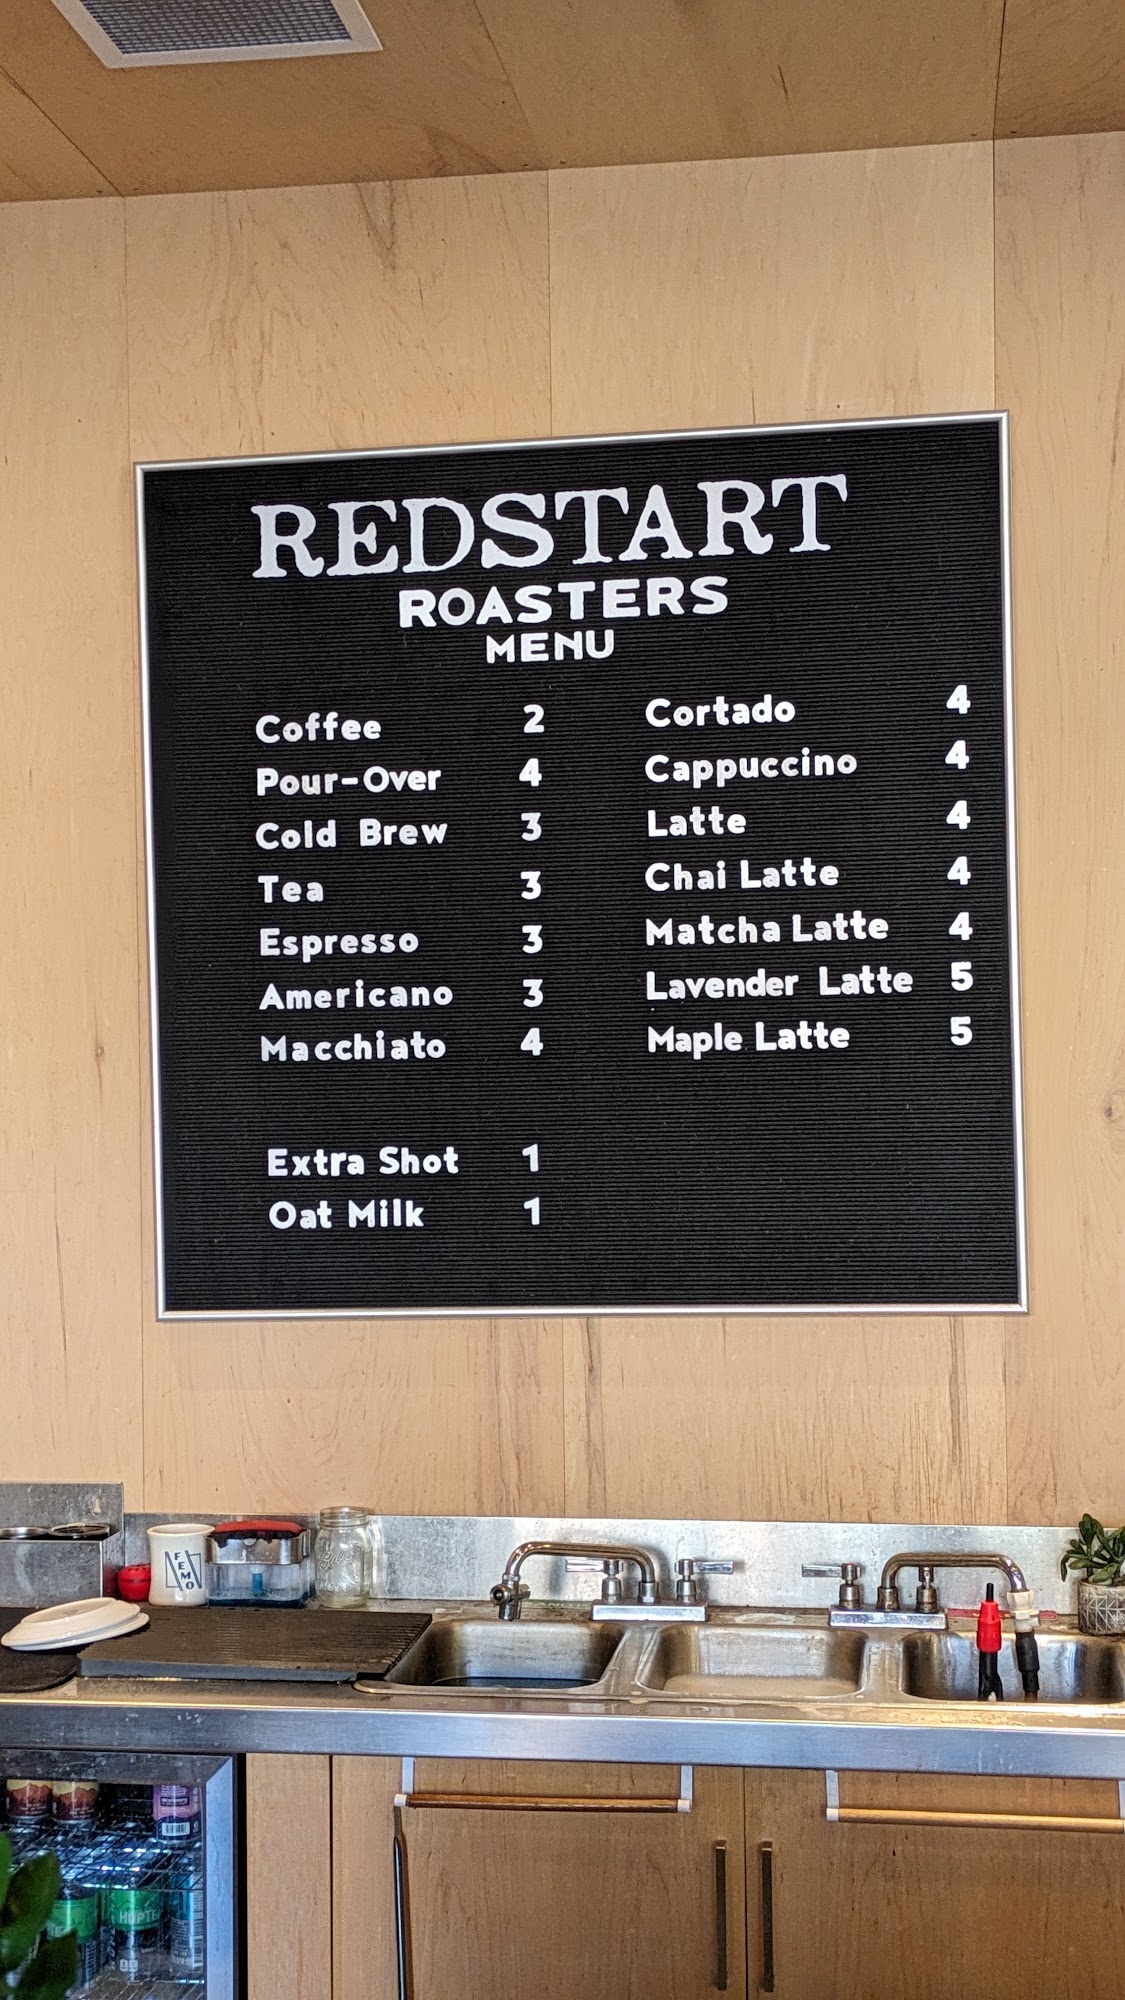 REDSTART
ROASTERS
MENU
Coffee 2
Pour-Over 4
Cold Brew 3
Tea 3
Espresso 3
Americano 3
Macchiato 4
Extra Shot 1
Oat Milk 1
Cortado 4
Cappuccino 4
Latte 4
Chai Latte 4
Matcha Latte 4
Lavender Latte 5
Maple Latte 5
FEMO